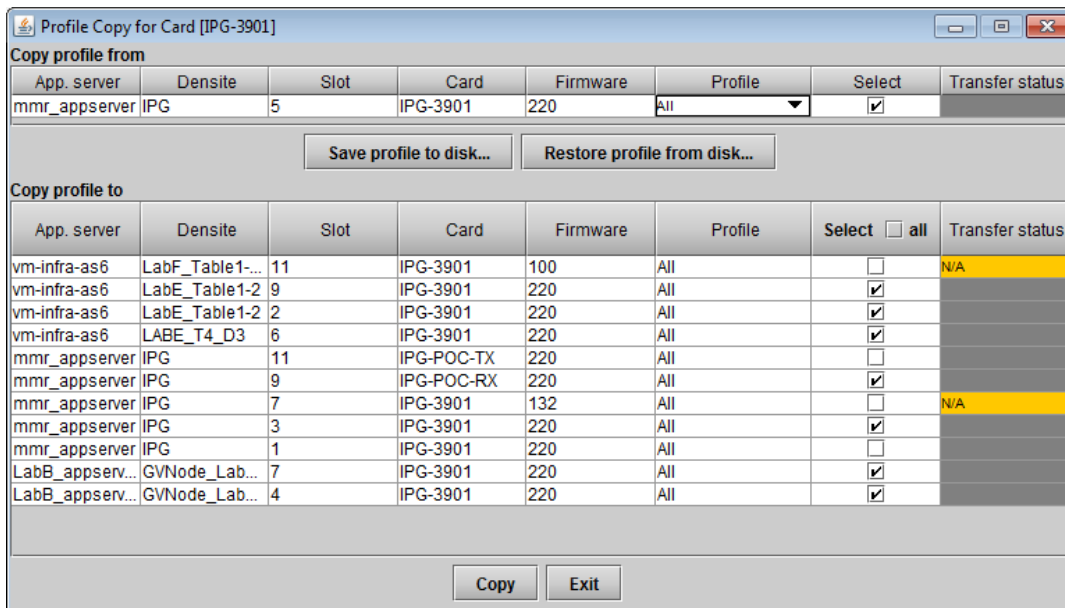 Profile Copy for Card [IPG-3901]
Copy profile from
App. server Densite Slot Card Firmware Profile Select Transfer status
mmr_appserver IPG 5 IPG-3901 220 All
Save profile to disk... Restore profile from disk...
Copy profile to
App. server Densite Slot Card Firmware Profile Select all Transfer status
vm-infra-as6 LabF_Table1-... 11 IPG-3901 100 All N/A
vm-infra-as6 LabE_Table1-2 9 IPG-3901 220 All
vm-infra-as6 LabE_Table1-2 2 IPG-3901 220 All
vm-infra-as6 LABE_T4_D3 6 IPG-3901 220 All
mmr_appserver IPG 11 IPG-POC-TX 220 All
mmr_appserver IPG 9 IPG-POC-RX 220 All
mmr_appserver IPG 7 IPG-3901 132 All N/A
mmr_appserver IPG 3 IPG-3901 220 All
mmr_appserver IPG 1 IPG-3901 220 All
LabB_appserv... GVNode_Lab... 7 IPG-3901 220 All
LabB_appserv... GVNode_Lab... 4 IPG-3901 220 All
Copy Exit